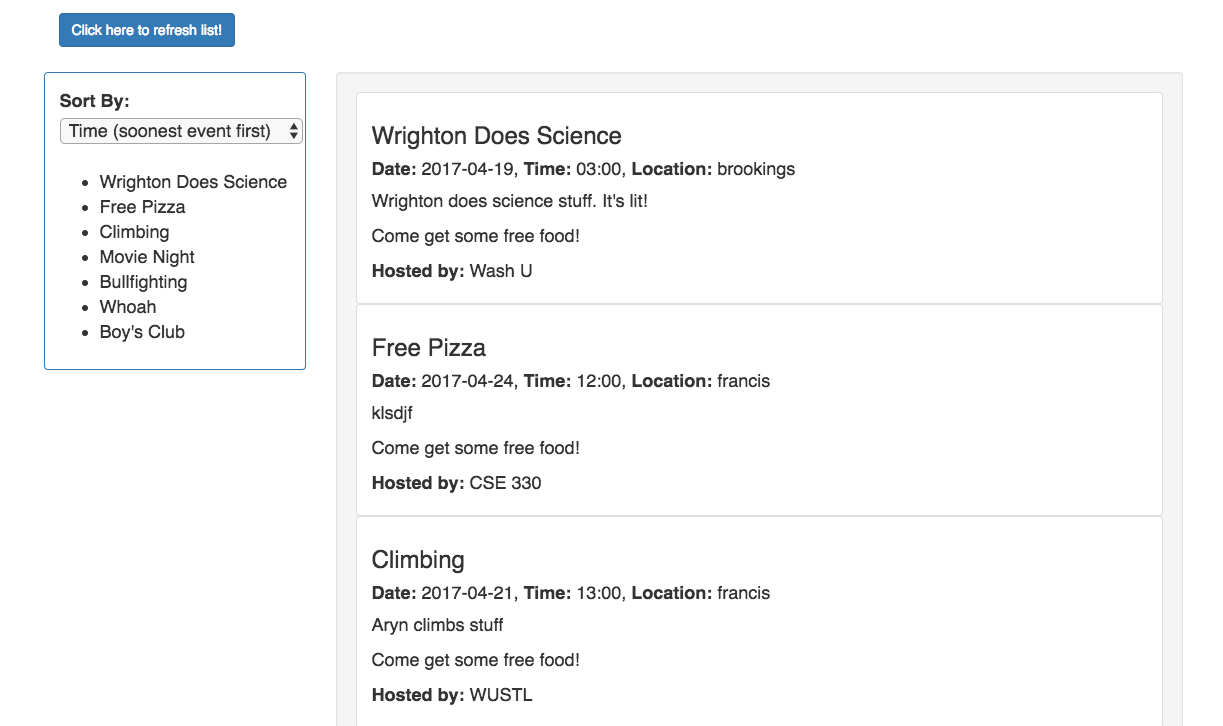 Click here to refresh list!
Sort By:
Time (soonest event first)
Wrighton Does Science
Free Pizza
Climbing
Movie Night
Bullfighting
Whoah
Boy's Club
Wrighton Does Science
Date: 2017-04-19, Time: 03:00, Location: brookings
Wrighton does science stuff. It's lit!
Come get some free food!
Hosted by: Wash U
Free Pizza
Date: 2017-04-24, Time: 12:00, Location: francis
klsdjf
Come get some free food!
Hosted by: CSE 330
Climbing
Date: 2017-04-21, Time: 13:00, Location: francis
Aryn climbs stuff
Come get some free food!
Hosted by: WUSTL